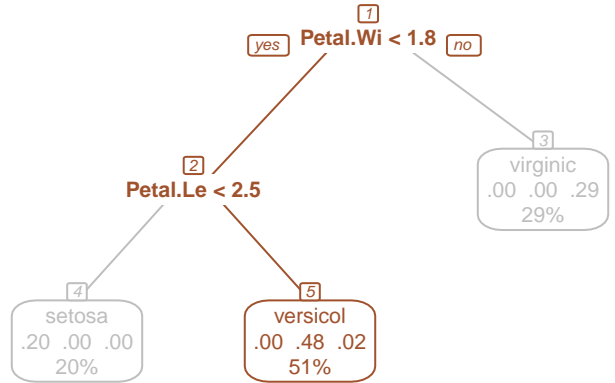 1
yes Petal.Wi < 1.8 no
3
virginic
.00 .00 .29
29%
2
Petal.Le < 2.5
4
setosa
.20 .00 .00
20%
5
versicol
.00 .48 .02
51%